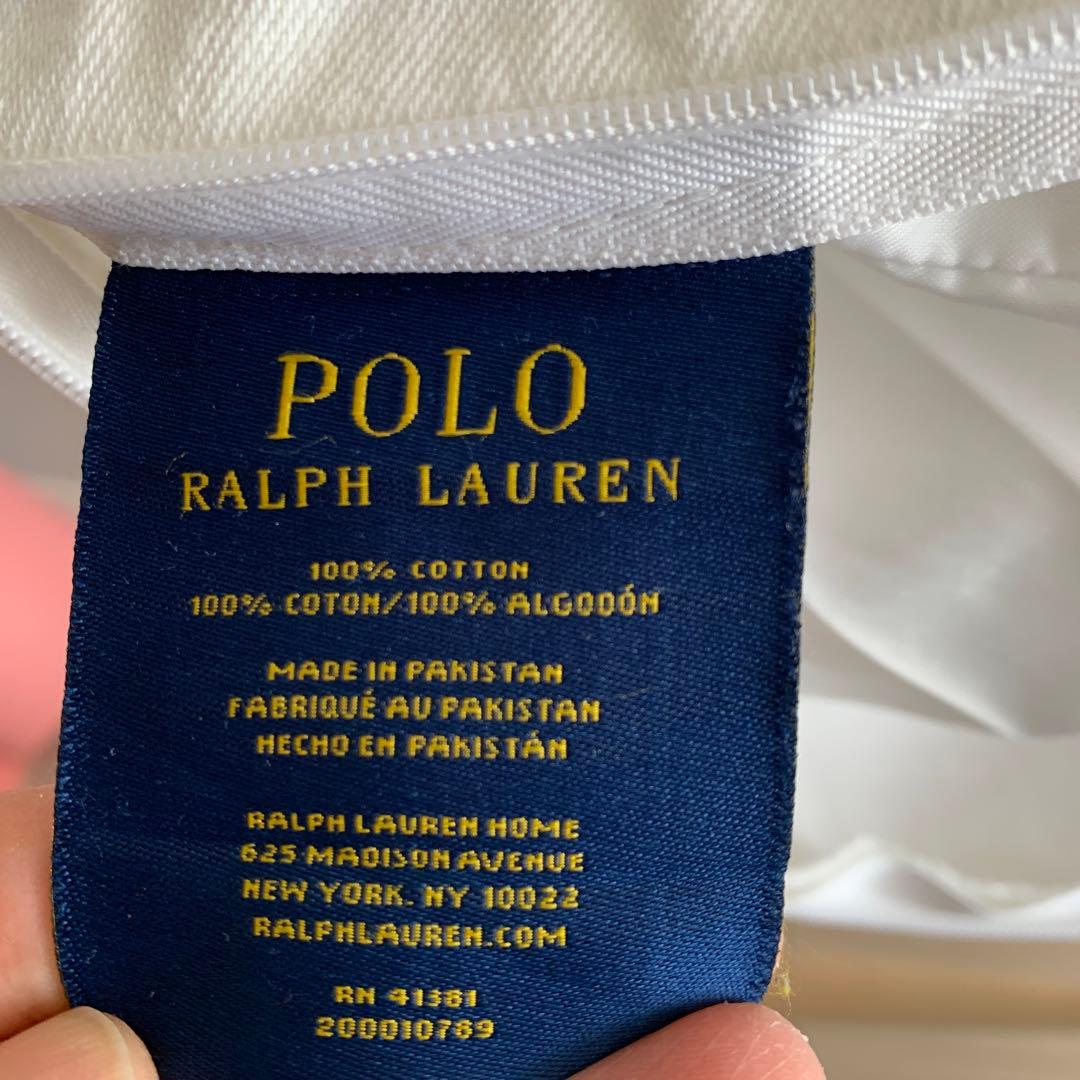 POLO
RALPH LAUREN
100% COTTON
100% COTON/100% ALGODÓN
MADE IN PAKISTAN
FABRIQUÉ AU PAKISTAN
HECHO EN PAKISTÁN
RALPH LAUREN HOME
625 MADISON AVENUE
NEW YORK. NY 10022
RALPHLAUREN.COM
RN 41381
200010769